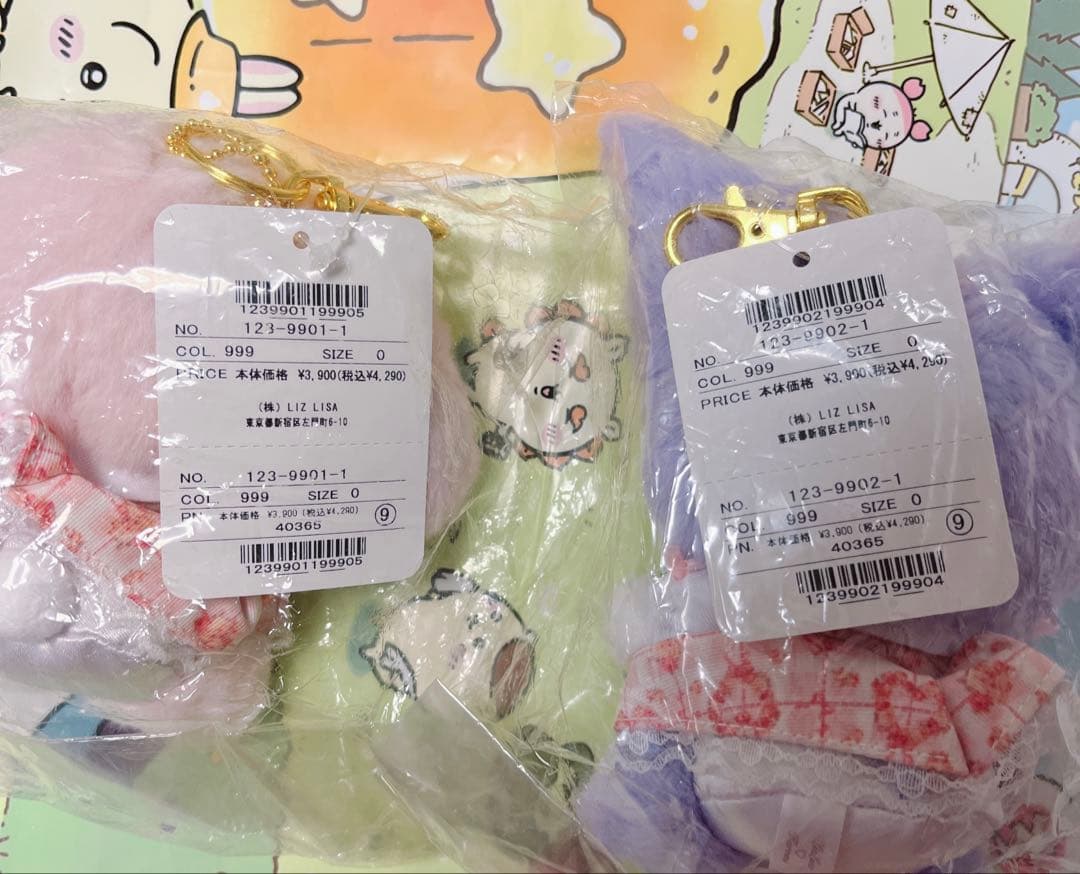 1239901199905
NO. 123-9901-1
COL. 999 SIZE 0
PRICE 本体価格 ¥3,900(税込¥4,290)
(株) LIZ LISA
東京都新宿区左門町6-10
NO. 123-9901-1
COL. 999 SIZE 0
PN. 本体価格 ¥3,900(税込¥4,290)
40365 ⑨
1239901199905
1239902199904
NO. 123-9902-1
COL. 999 SIZE 0
PRICE 本体価格 ¥3,900(税込¥4,290)
(株) LIZ LISA
東京都新宿区左門町6-10
NO. 123-9902-1
COL. 999 SIZE 0
PN. 本体価格 ¥3,900(税込¥4,290)
40365 ⑨
1239902199904